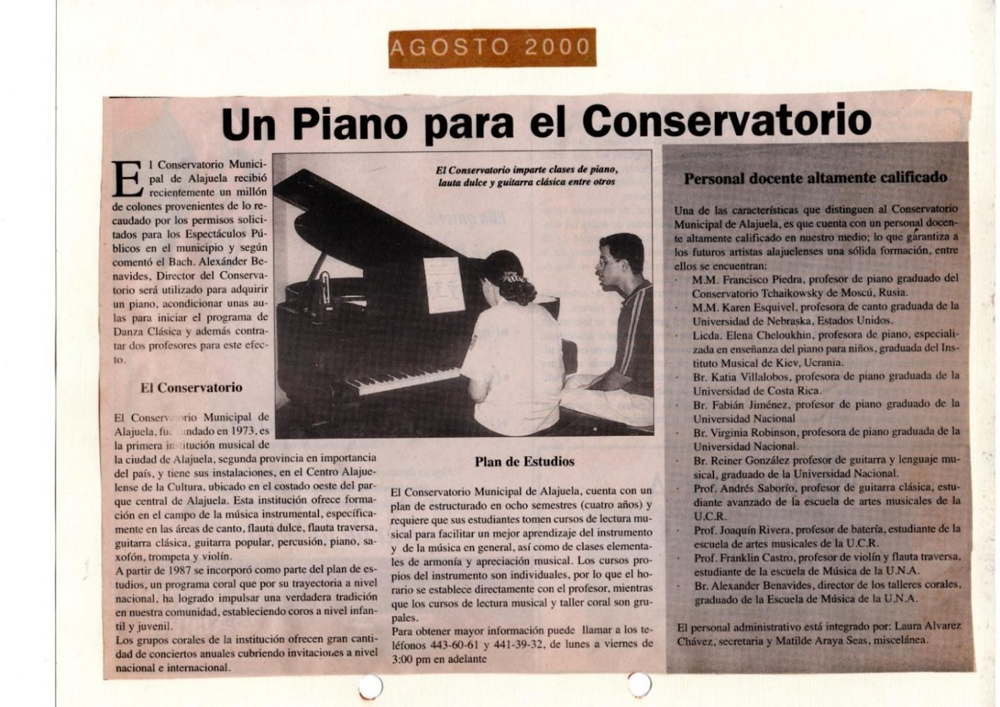 AGOSTO 2000
Un Piano para el Conservatorio
El Conservatorio Munici-
pal de Alajuela recibió
recientemente un millón
de colones provenientes de lo re-
caudado por los permisos solici-
tados para los Espectáculos Pú-
blicos en el municipio y según
comentó el Bach. Alexánder Be-
navides, Director del Conserva-
torio será utilizado para adquirir
un piano, acondicionar unas au-
las para iniciar el programa de
Danza Clásica y además contra-
tar dos profesores para este efec-
to.
El Conservatorio
El Conservatorio Municipal de
Alajuela, fue fundado en 1973, es
la primera institución musical de
la ciudad de Alajuela, segunda provincia en importancia
del país, y tiene sus instalaciones, en el Centro Alajue-
lense de la Cultura, ubicado en el costado oeste del par-
que central de Alajuela. Esta institución ofrece forma-
ción en el campo de la música instrumental, específica-
mente en las áreas de canto, flauta dulce, flauta traversa,
guitarra clásica, guitarra popular, percusión, piano, sa-
xofón, trompeta y violín.
A partir de 1987 se incorporó como parte del plan de es-
tudios, un programa coral que por su trayectoria a nivel
nacional, ha logrado impulsar una verdadera tradición
en nuestra comunidad, estableciendo coros a nivel infan-
til y juvenil.
Los grupos corales de la institución ofrecen gran canti-
dad de conciertos anuales cubriendo invitaciones a nivel
nacional e internacional.
El Conservatorio imparte clases de piano,
lauta dulce y guitarra clásica entre otros
Plan de Estudios
El Conservatorio Municipal de Alajuela, cuenta con un
plan de estructurado en ocho semestres (cuatro años) y
requiere que sus estudiantes tomen cursos de lectura mu-
sical para facilitar un mejor aprendizaje del instrumento
y de la música en general, así como de clases elementa-
les de armonía y apreciación musical. Los cursos pro-
pios del instrumento son individuales, por lo que el ho-
rario se establece directamente con el profesor, mientras
que los cursos de lectura musical y taller coral son gru-
pales.
Para obtener mayor información puede llamar a los te-
léfonos 443-60-61 y 441-39-32, de lunes a viernes de
3:00 pm en adelante
Personal docente altamente calificado
Una de las características que distinguen al Conservatorio
Municipal de Alajuela, es que cuenta con un personal docen-
te altamente calificado en nuestro medio; lo que garantiza a
los futuros artistas alajuelenses una sólida formación, entre
ellos se encuentran:
· M.M. Francisco Piedra, profesor de piano graduado del
Conservatorio Tchaikowsky de Moscú, Rusia.
· M.M. Karen Esquivel, profesora de canto graduada de la
Universidad de Nebraska, Estados Unidos.
· Licda. Elena Cheloukhin, profesora de piano, especiali-
zada en enseñanza del piano para niños, graduada del Ins-
tituto Musical de Kiev, Ucrania.
· Br. Katia Villalobos, profesora de piano graduada de la
Universidad de Costa Rica.
· Br. Fabián Jiménez, profesor de piano graduado de la
Universidad Nacional
· Br. Virginia Robinson, profesora de piano graduada de la
Universidad Nacional.
· Br. Reiner González profesor de guitarra y lenguaje mu-
sical, graduado de la Universidad Nacional.
· Prof. Andrés Saborío, profesor de guitarra clásica, estu-
diante avanzado de la escuela de artes musicales de la
U.C.R.
· Prof. Joaquín Rivera, profesor de batería, estudiante de la
escuela de artes musicales de la U.C.R.
· Prof. Franklin Castro, profesor de violín y flauta traversa,
estudiante de la escuela de Música de la U.N.A.
· Br. Alexander Benavides, director de los talleres corales,
graduado de la Escuela de Música de la U.N.A.
El personal administrativo está integrado por: Laura Alvarez
Chávez, secretaria y Matilde Araya Seas, miscelánea.